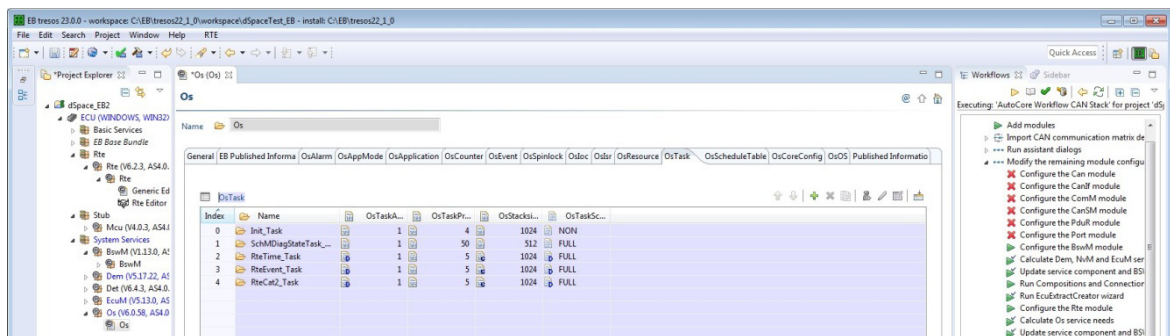 EB tresos 23.0.0 - workspace: C:\EB\tresos22_1_0\workspace\dSpaceTest_EB - install: C:\EB\tresos22_1_0
File Edit Search Project Window Help RTE
Quick Access
*Project Explorer
dSpace_EB2
ECU (WINDOWS, WIN32)
Basic Services
EB Base Bundle
Rte
Rte (V6.2.3, AS4.0.
Rte
Generic Ed
Rte Editor
Stub
Mcu (V4.0.3, AS4.
System Services
BswM (V1.13.0, AS
BswM
Dem (V5.17.22, AS
Det (V6.4.3, AS4.0.
EcuM (V5.13.0, AS
Os (V6.0.58, AS4.0
Os
*Os (Os)
Os
Name Os
General EB Published Informa OsAlarm OsAppMode OsApplication OsCounter OsEvent OsSpinlock OsIoc OsIsr OsResource OsTask OsScheduleTable OsCoreConfig OsOS Published Informatio
OsTask
Index Name OsTaskA... OsTaskPr... OsStacksi... OsTaskSc...
0 Init_Task 1 4 1024 NON
1 SchMDiagStateTask_... 1 50 512 FULL
2 RteTime_Task 1 5 1024 FULL
3 RteEvent_Task 1 5 1024 FULL
4 RteCat2_Task 1 5 1024 FULL
Workflows Sidebar
Executing: 'AutoCore Workflow CAN Stack' for project 'dSp
Add modules
Import CAN communication matrix de
Run assistant dialogs
Modify the remaining module configu
Configure the Can module
Configure the CanIf module
Configure the ComM module
Configure the CanSM module
Configure the PduR module
Configure the Port module
Configure the BswM module
Calculate Dem, NvM and EcuM ser
Update service component and BSW
Run Compositions and Connection
Run EcuExtractCreator wizard
Configure the Rte module
Calculate Os service needs
Update service component and BSW